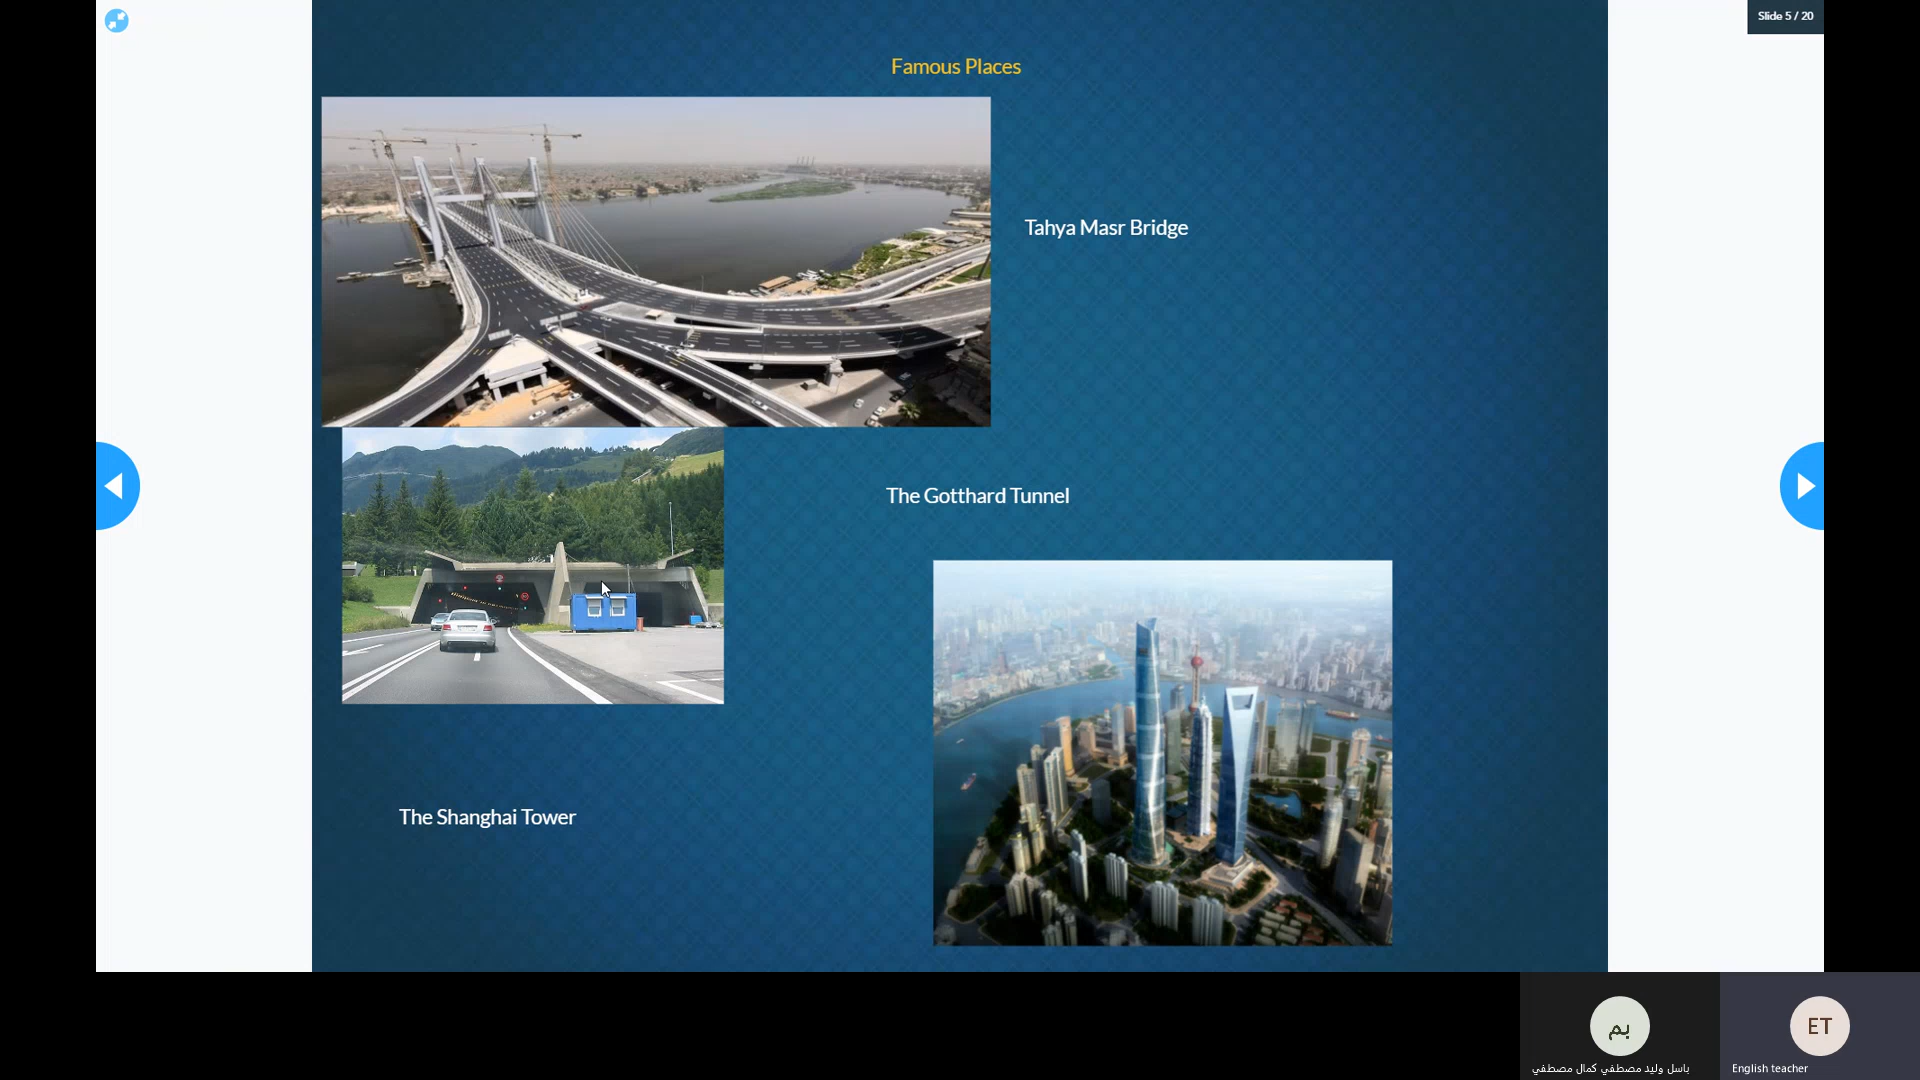 Slide 5 / 20
Famous Places
Tahya Masr Bridge
The Gotthard Tunnel
The Shanghai Tower
بم
ET
باسل وليد مصطفي كمال مصطفي
English teacher